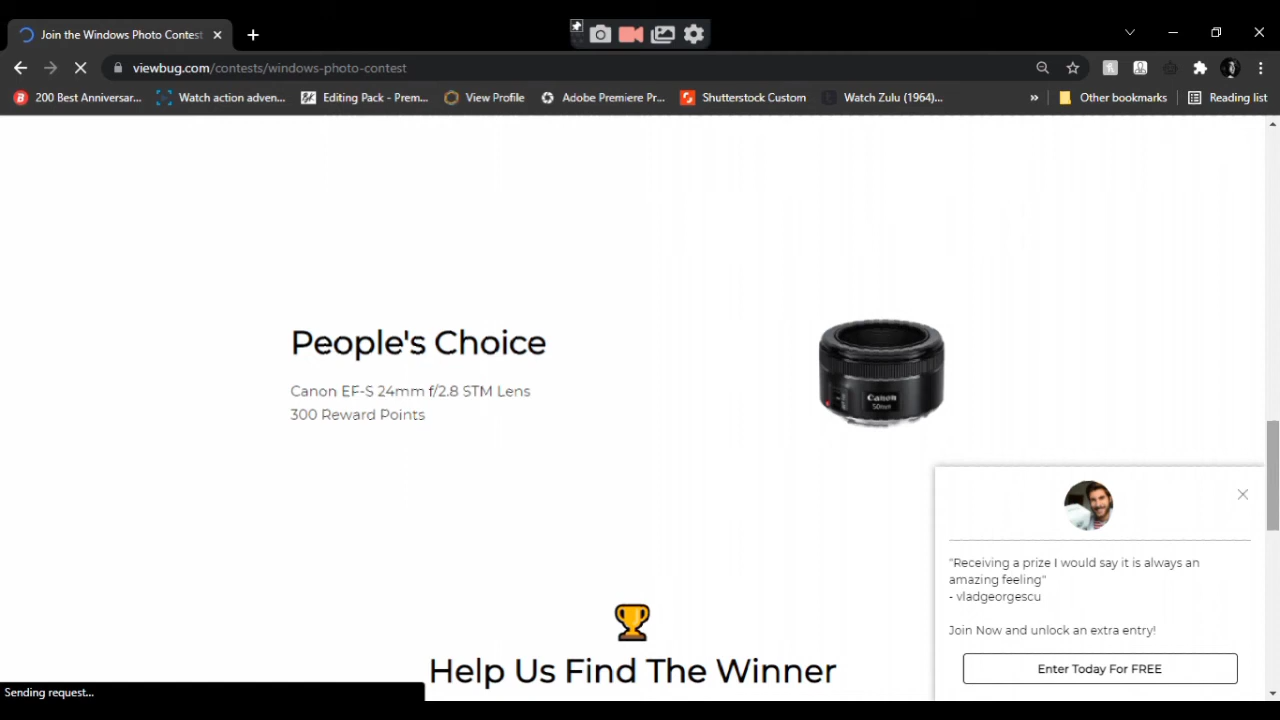 Join the Windows Photo Contest
viewbug.com/contests/windows-photo-contest
200 Best Anniversar...
Watch action adven...
Editing Pack - Prem...
View Profile
Adobe Premiere Pr...
Shutterstock Custom
Watch Zulu (1964)...
»
Other bookmarks
Reading list
People's Choice
Canon EF-S 24mm f/2.8 STM Lens
300 Reward Points
Canon
50mm
"Receiving a prize I would say it is always an
amazing feeling"
- vladgeorgescu
Join Now and unlock an extra entry!
Enter Today For FREE
Help Us Find The Winner
Sending request...